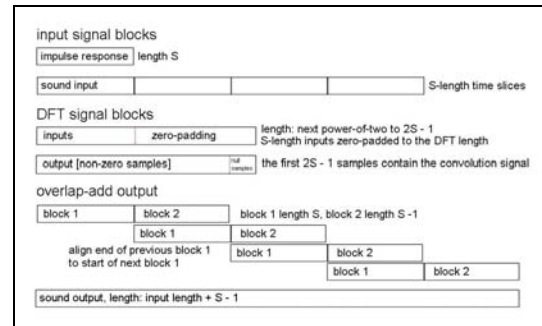 input signal blocks
impulse response length S
sound input S-length time slices
DFT signal blocks
inputs zero-padding length: next power-of-two to 2S - 1
S-length inputs zero-padded to the DFT length
output [non-zero samples] null samples the first 2S - 1 samples contain the convolution signal
overlap-add output
block 1 block 2 block 1 length S, block 2 length S -1
block 1 block 2
align end of previous block 1
to start of next block 1
block 1 block 2
block 1 block 2
sound output, length: input length + S - 1